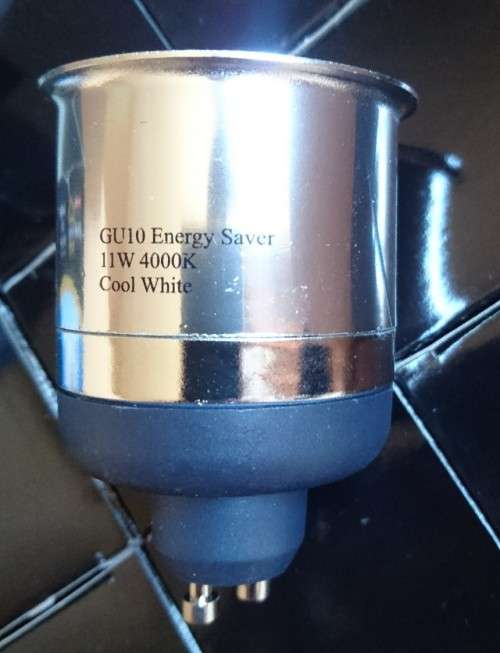 GU10 Energy Saver
11W 4000K
Cool White